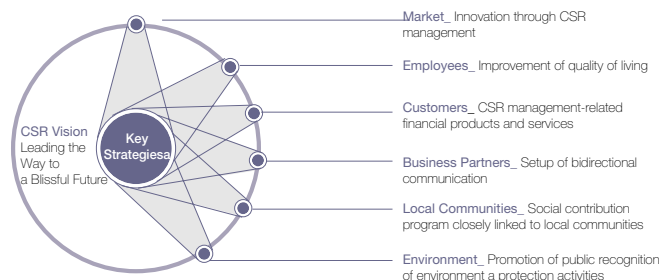 CSR Vision
Leading the
Way to
a Blissful Future
Key
Strategiesa
Market_ Innovation through CSR
management
Employees_ Improvement of quality of living
Customers_ CSR management-related
financial products and services
Business Partners_ Setup of bidirectional
communication
Local Communities_ Social contribution
program closely linked to local communities
Environment_ Promotion of public recognition
of environment a protection activities